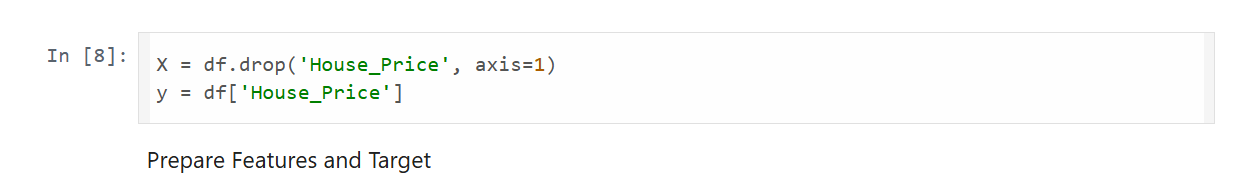 In [8]:
X = df.drop('House_Price', axis=1)
y = df['House_Price']
Prepare Features and Target